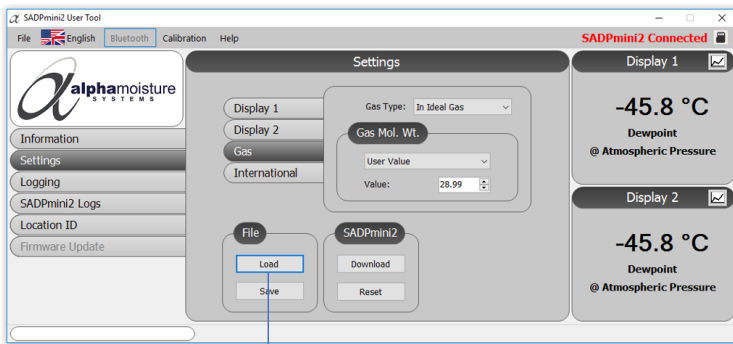 SADPmini2 User Tool
File English Bluetooth Calibration Help
SADPmini2 Connected
alphamoisture
SYSTEMS
Information
Settings
Logging
SADPmini2 Logs
Location ID
Firmware Update
Settings
Display 1
Display 2
Gas
International
Gas Type: In Ideal Gas
Gas Mol. Wt.
User Value
Value: 28.99
File
Load
Save
SADPmini2
Download
Reset
Display 1
-45.8 °C
Dewpoint
@ Atmospheric Pressure
Display 2
-45.8 °C
Dewpoint
@ Atmospheric Pressure